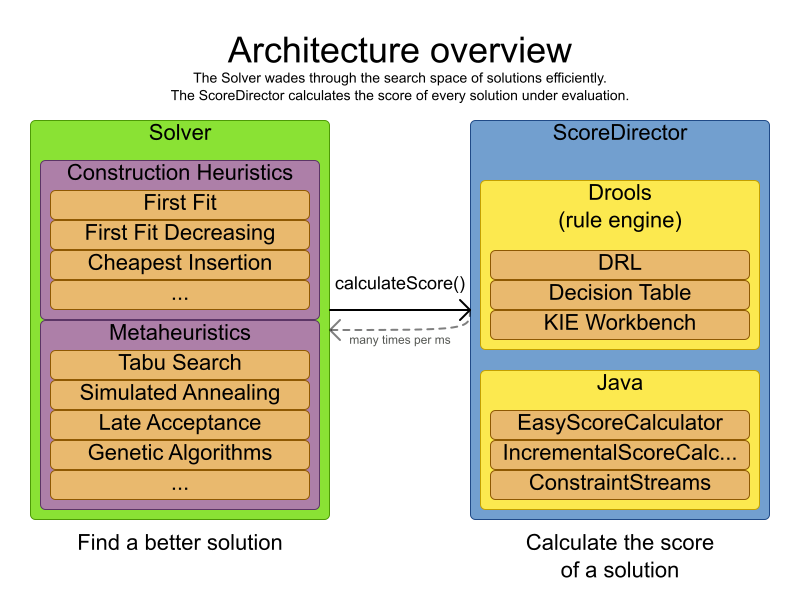 Architecture overview
The Solver wades through the search space of solutions efficiently.
The ScoreDirector calculates the score of every solution under evaluation.
Solver
Construction Heuristics
First Fit
First Fit Decreasing
Cheapest Insertion
...
Metaheuristics
Tabu Search
Simulated Annealing
Late Acceptance
Genetic Algorithms
...
Find a better solution
calculateScore()
many times per ms
ScoreDirector
Drools
(rule engine)
DRL
Decision Table
KIE Workbench
Java
EasyScoreCalculator
IncrementalScoreCalc...
ConstraintStreams
Calculate the score
of a solution